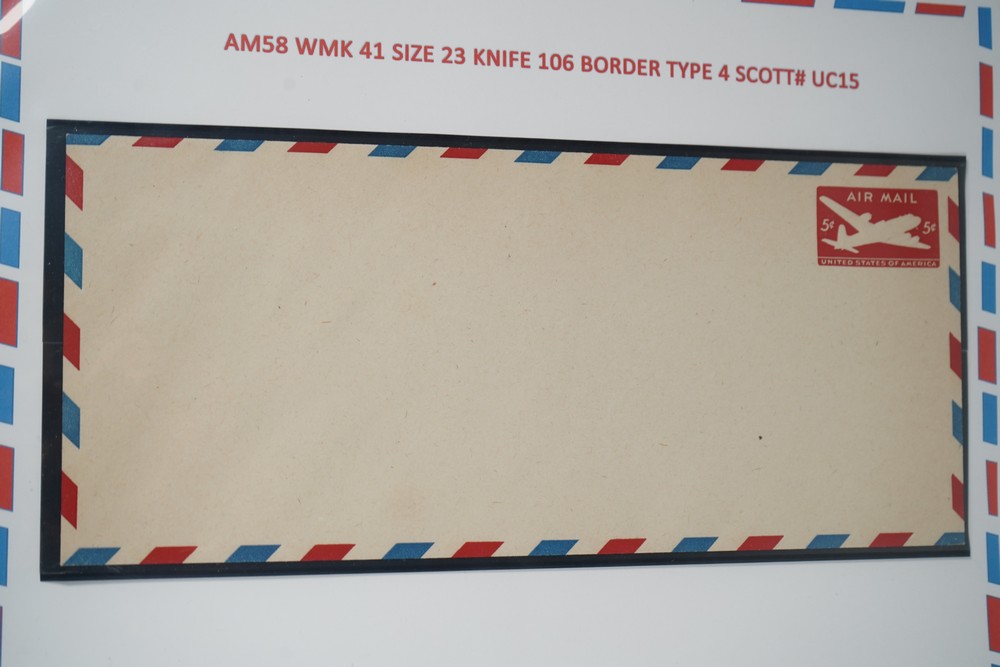 AM58 WMK 41 SIZE 23 KNIFE 106 BORDER TYPE 4 SCOTT# UC15
AIR MAIL
5¢ 5¢
UNITED STATES OF AMERICA